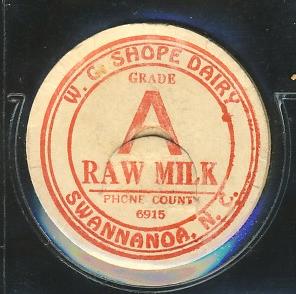 W. G. SHOPE DAIRY
GRADE
A
RAW MILK
PHONE COUNTY
6915
SWANNANOA, N. C.